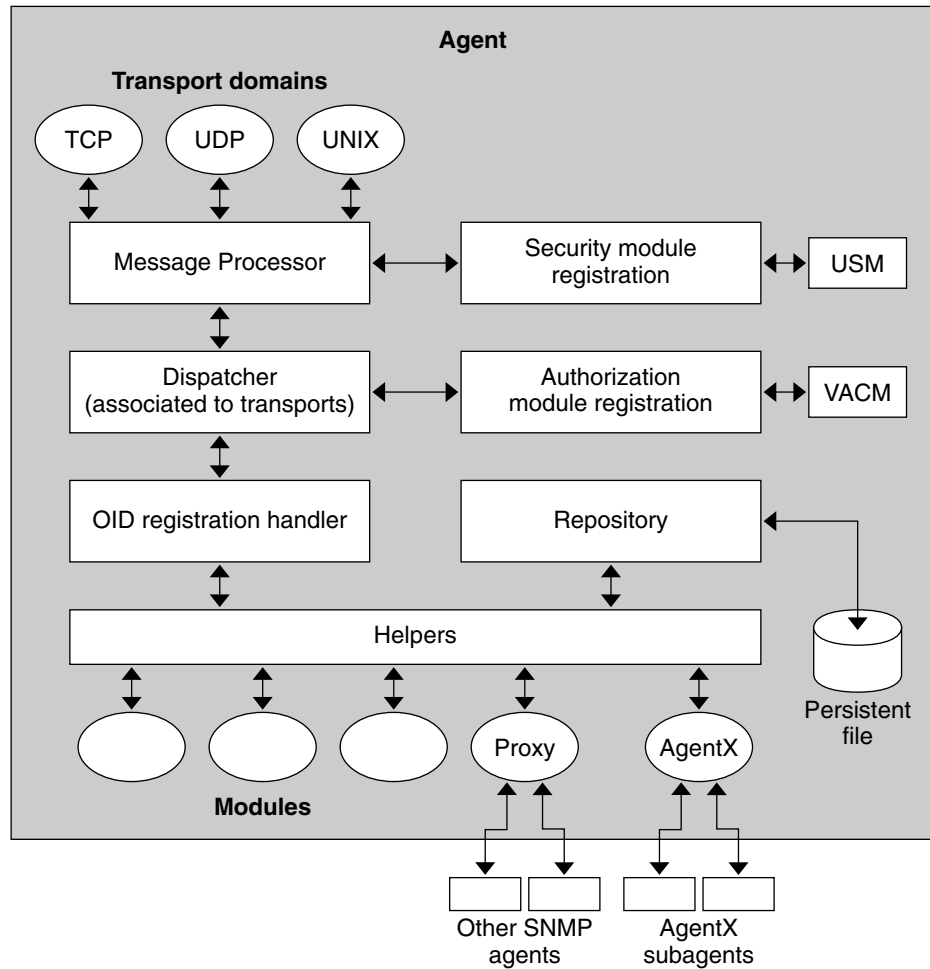 Agent
Transport domains
TCP
UDP
UNIX
Message Processor
Security module
registration
USM
Dispatcher
(associated to transports)
Authorization
module registration
VACM
OID registration handler
Repository
Helpers
Persistent
file
Proxy
AgentX
Modules
Other SNMP
agents
AgentX
subagents